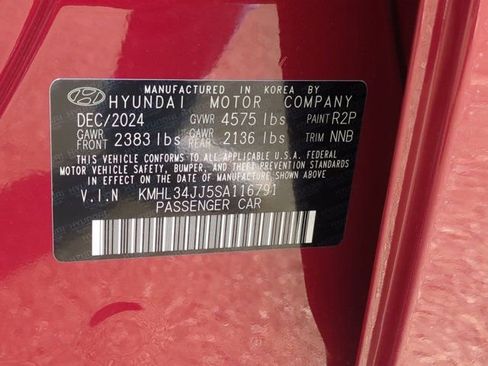 MANUFACTURED IN KOREA BY
HYUNDAI MOTOR COMPANY
DEC/2024 GVWR 4575 lbs PAINT R2P
GAWR FRONT 2383 lbs GAWR REAR 2136 lbs TRIM NNB
THIS VEHICLE CONFORMS TO ALL APPLICABLE U.S.A. FEDERAL
MOTOR VEHICLE SAFETY, BUMPER, AND THEFT PREVENTION STANDARDS
IN EFFECT ON THE DATE OF MANUFACTURE SHOWN ABOVE.
V.I.N KMHL34JJ5SA116791
PASSENGER CAR